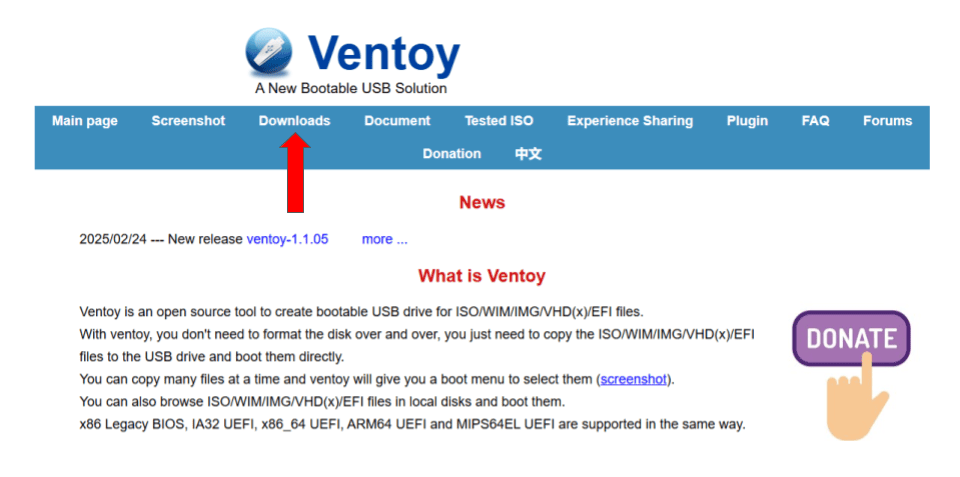 Ventoy
A New Bootable USB Solution
Main page Screenshot Downloads Document Tested ISO Experience Sharing Plugin FAQ Forums
Donation 中文
News
2025/02/24 --- New release ventoy-1.1.05 more ...
What is Ventoy
Ventoy is an open source tool to create bootable USB drive for ISO/WIM/IMG/VHD(x)/EFI files.
With ventoy, you don't need to format the disk over and over, you just need to copy the ISO/WIM/IMG/VHD(x)/EFI
files to the USB drive and boot them directly.
You can copy many files at a time and ventoy will give you a boot menu to select them (screenshot).
You can also browse ISO/WIM/IMG/VHD(x)/EFI files in local disks and boot them.
x86 Legacy BIOS, IA32 UEFI, x86_64 UEFI, ARM64 UEFI and MIPS64EL UEFI are supported in the same way.
DONATE